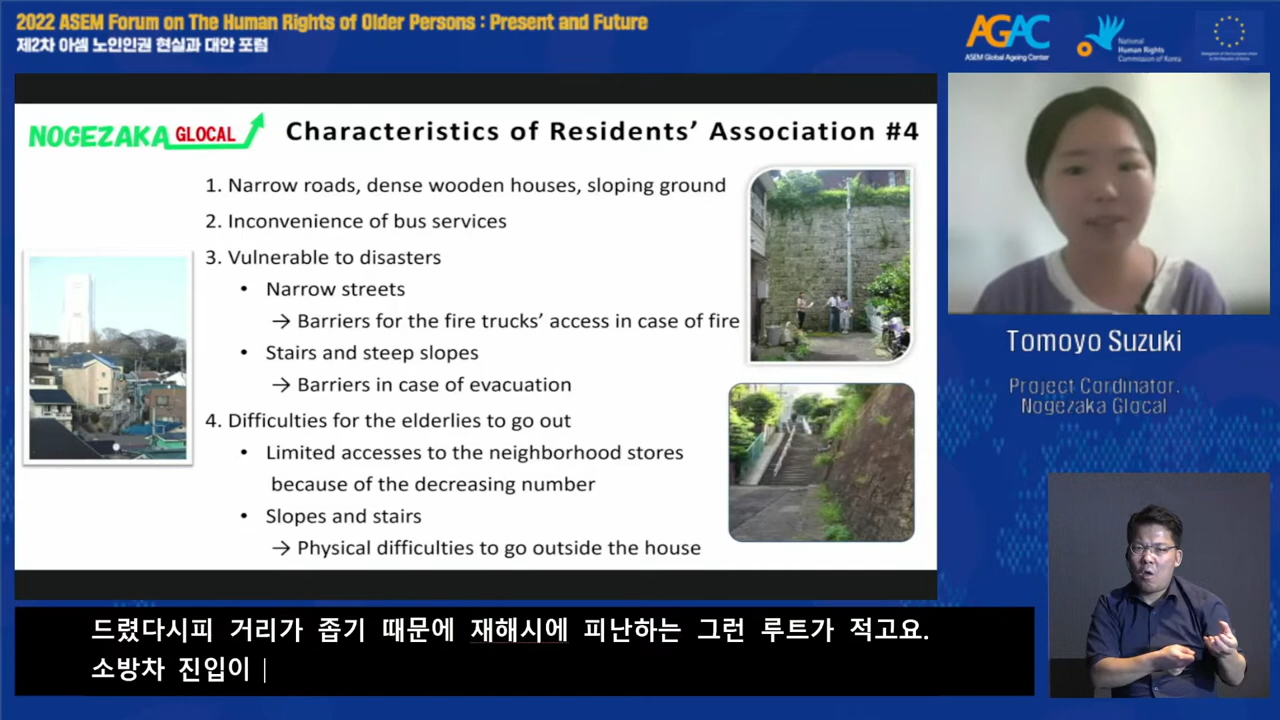 2022 ASEM Forum on The Human Rights of Older Persons : Present and Future
제2차 아셈 노인인권 현실과 대안 포럼
AGAC
ASEM Global Ageing Center
National
Human Rights
Commission of Korea
NOGEZAKA GLOCAL
Characteristics of Residents’ Association #4
1. Narrow roads, dense wooden houses, sloping ground
2. Inconvenience of bus services
3. Vulnerable to disasters
• Narrow streets
→ Barriers for the fire trucks’ access in case of fire
• Stairs and steep slopes
→ Barriers in case of evacuation
4. Difficulties for the elderlies to go out
• Limited accesses to the neighborhood stores
because of the decreasing number
• Slopes and stairs
→ Physical difficulties to go outside the house
Tomoyo Suzuki
Project Cordinator,
Nogezaka Glocal
드렸다시피 거리가 좁기 때문에 재해시에 피난하는 그런 루트가 적고요.
소방차 진입이